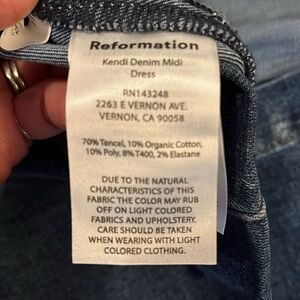 Reformation
Kendi Denim Midi
Dress
RN143248
2263 E VERNON AVE.
VERNON, CA 90058
70% Tencel, 10% Organic Cotton,
10% Poly, 8% T400, 2% Elastane
DUE TO THE NATURAL
CHARACTERISTICS OF THIS
FABRIC THE COLOR MAY RUB
OFF ON LIGHT COLORED
FABRICS AND UPHOLSTERY.
CARE SHOULD BE TAKEN
WHEN WEARING WITH LIGHT
COLORED CLOTHING.